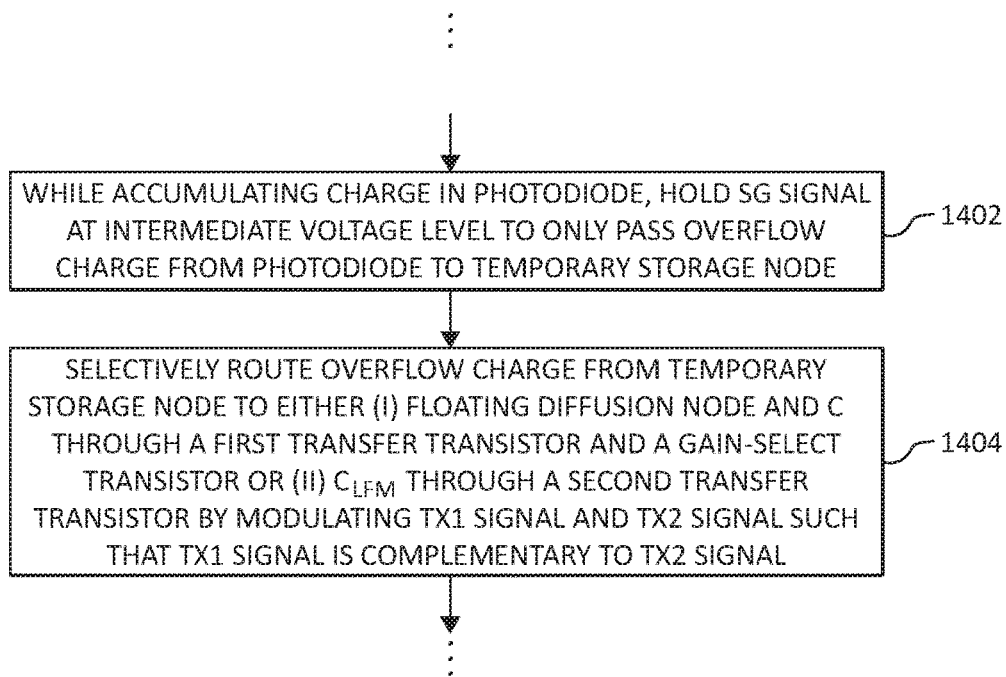 WHILE ACCUMULATING CHARGE IN PHOTODIODE, HOLD SG SIGNAL
AT INTERMEDIATE VOLTAGE LEVEL TO ONLY PASS OVERFLOW
CHARGE FROM PHOTODIODE TO TEMPORARY STORAGE NODE
1402
SELECTIVELY ROUTE OVERFLOW CHARGE FROM TEMPORARY
STORAGE NODE TO EITHER (I) FLOATING DIFFUSION NODE AND C
THROUGH A FIRST TRANSFER TRANSISTOR AND A GAIN-SELECT
TRANSISTOR OR (II) C_LFM THROUGH A SECOND TRANSFER
TRANSISTOR BY MODULATING TX1 SIGNAL AND TX2 SIGNAL SUCH
THAT TX1 SIGNAL IS COMPLEMENTARY TO TX2 SIGNAL
1404